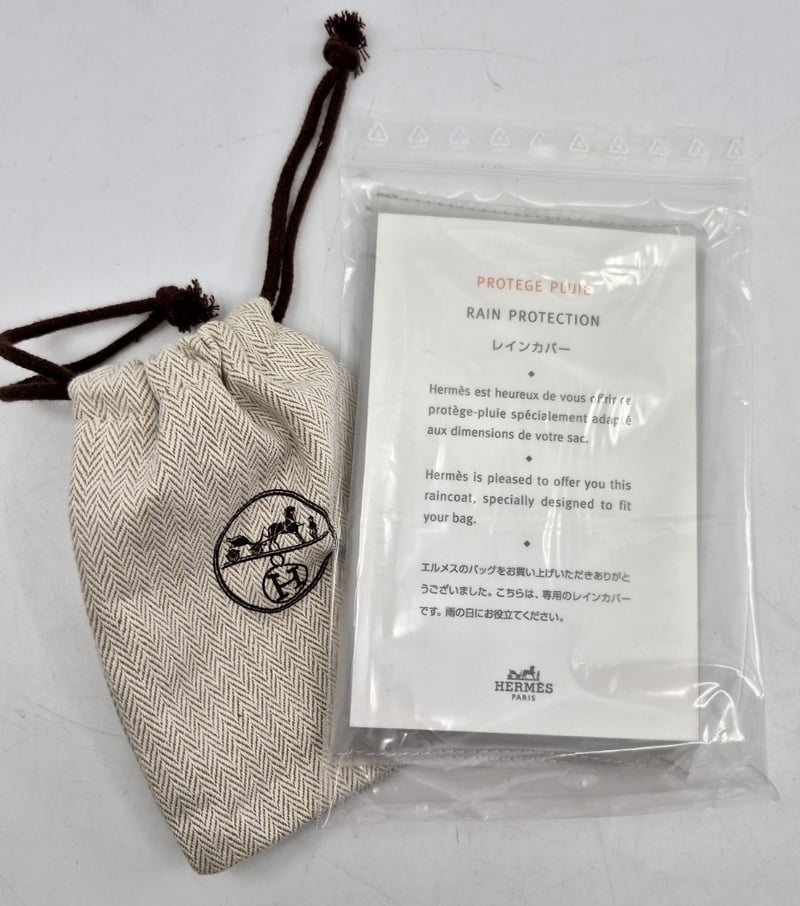 PROTEGE PLUIE
RAIN PROTECTION
レインカバー
Hermès est heureux de vous offrir ce
protège-pluie spécialement adapté
aux dimensions de votre sac.
Hermès is pleased to offer you this
raincoat, specially designed to fit
your bag.
エルメスのバッグをお買い上げいただきありがと
うございました。こちらは、専用のレインカバー
です。雨の日にお役立てください。
HERMÈS
PARIS
H